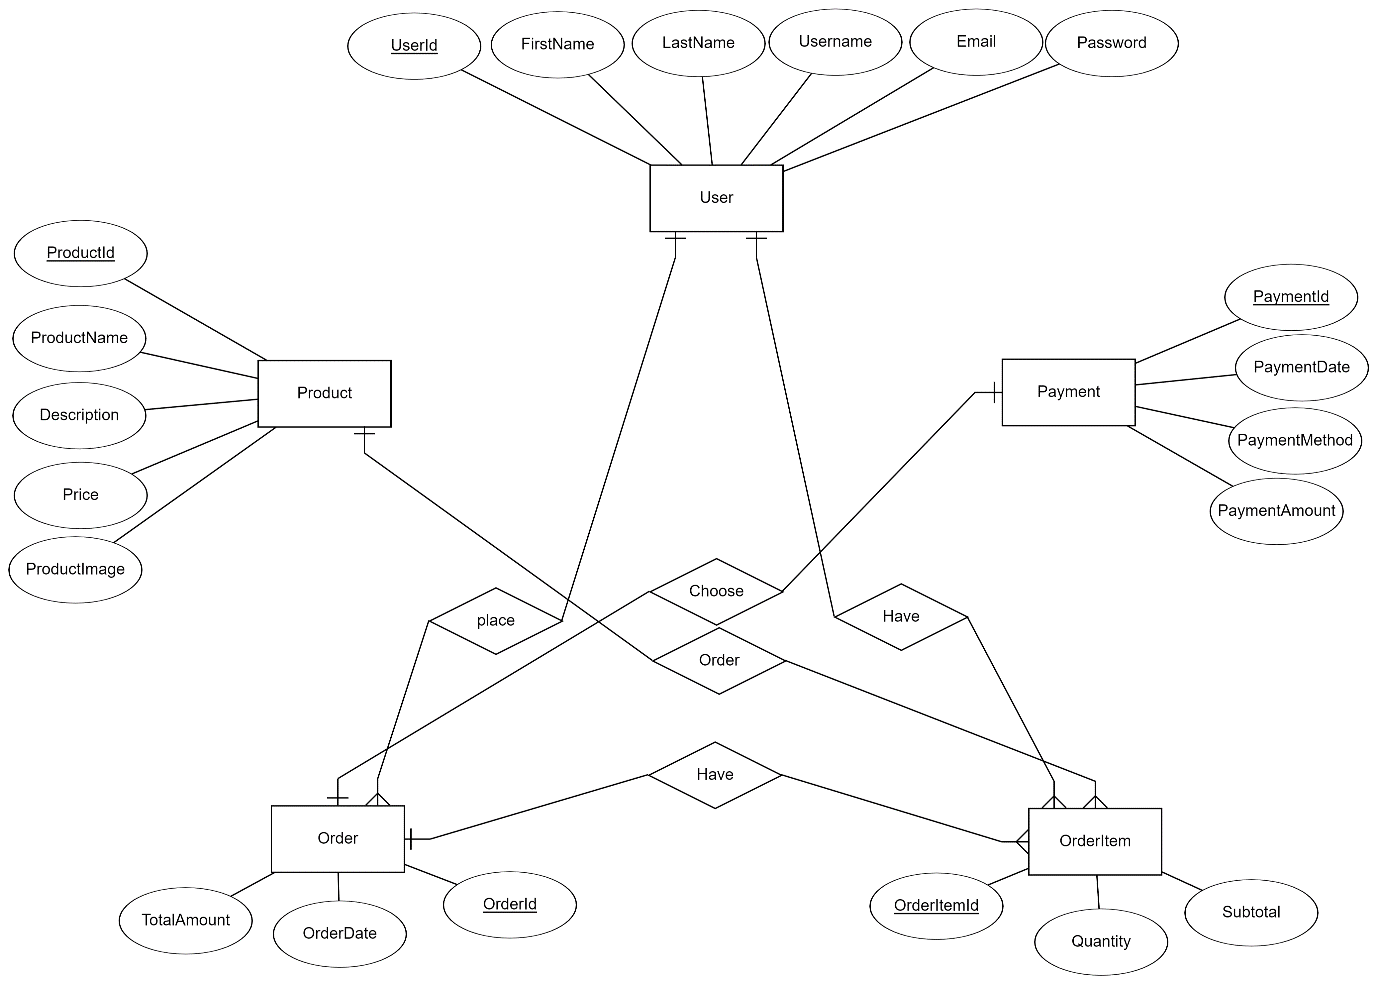 UserId
FirstName
LastName
Username
Email
Password
User
ProductId
ProductName
Description
Price
ProductImage
Product
PaymentId
PaymentDate
PaymentMethod
PaymentAmount
Payment
Choose
place
Have
Order
Have
Order
OrderItem
TotalAmount
OrderDate
OrderId
OrderItemId
Quantity
Subtotal